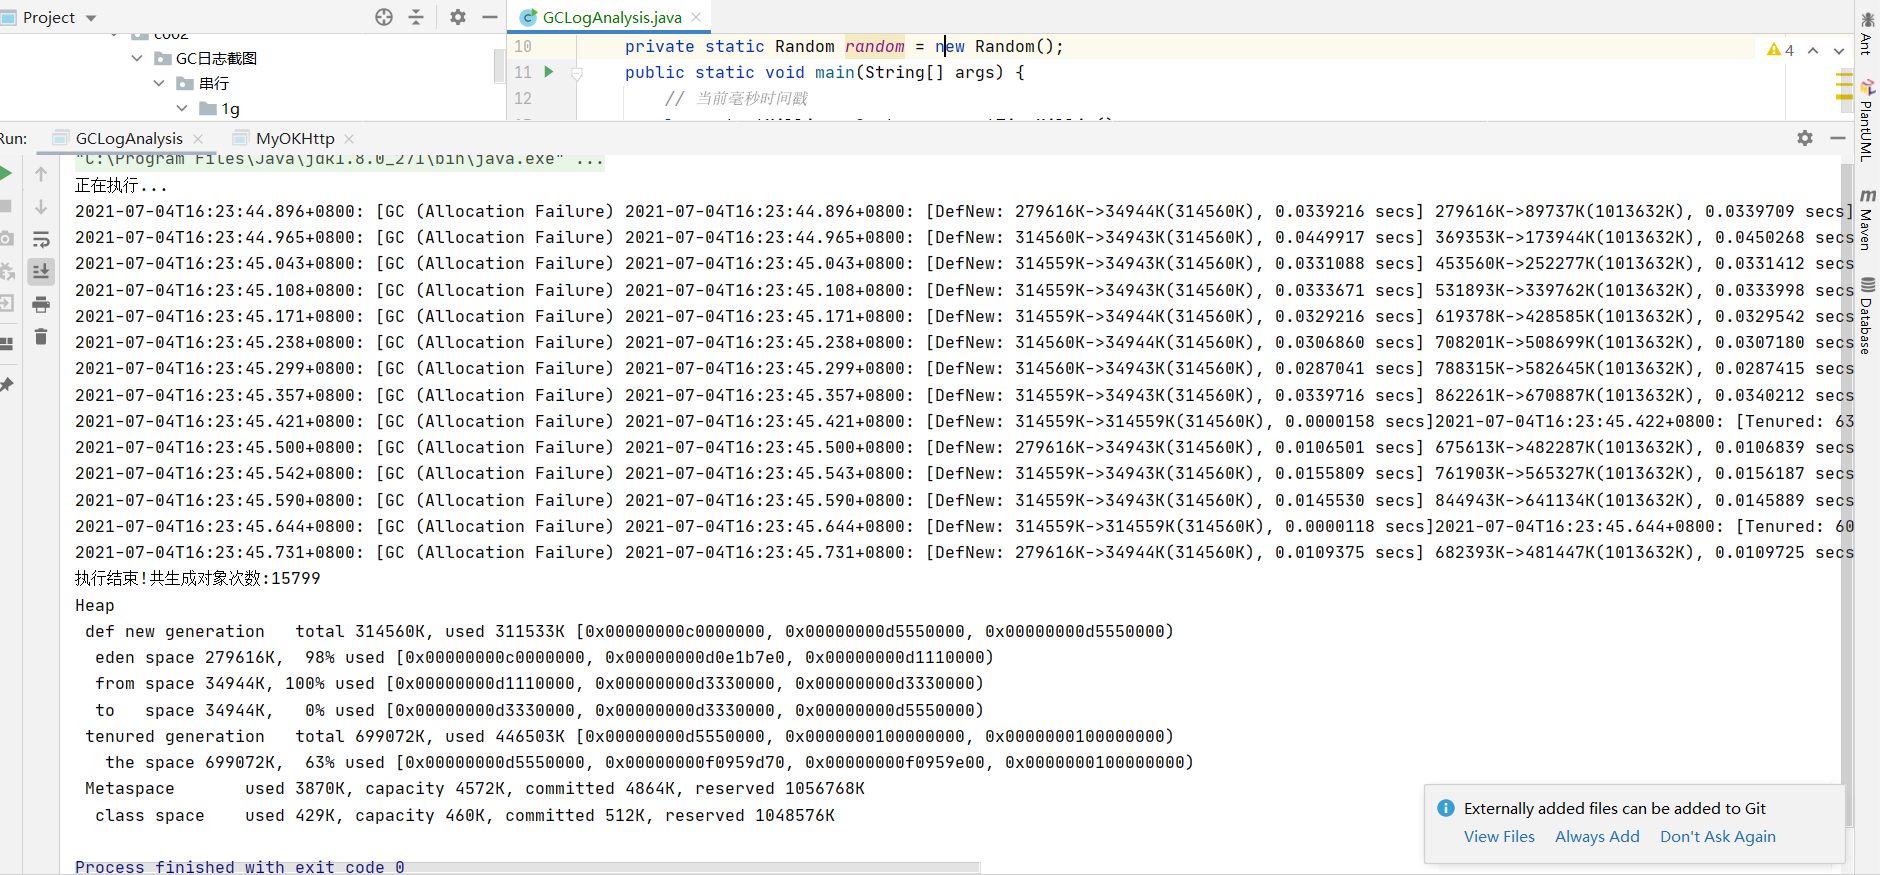 Project
GCLogAnalysis.java
GC日志截图
串行
1g
10 private static Random random = new Random();
4
11 public static void main(String[] args) {
12 // 当前毫秒时间戳
Ant
PlantUML
Maven
Database
Run: GCLogAnalysis MyOKHttp
"C:\Program Files\Java\jdk1.8.0_271\bin\java.exe" ...
正在执行...
2021-07-04T16:23:44.896+0800: [GC (Allocation Failure) 2021-07-04T16:23:44.896+0800: [DefNew: 279616K->34944K(314560K), 0.0339216 secs] 279616K->89737K(1013632K), 0.0339709 secs]
2021-07-04T16:23:44.965+0800: [GC (Allocation Failure) 2021-07-04T16:23:44.965+0800: [DefNew: 314560K->34943K(314560K), 0.0449917 secs] 369353K->173944K(1013632K), 0.0450268 secs
2021-07-04T16:23:45.043+0800: [GC (Allocation Failure) 2021-07-04T16:23:45.043+0800: [DefNew: 314559K->34943K(314560K), 0.0331088 secs] 453560K->252277K(1013632K), 0.0331412 secs
2021-07-04T16:23:45.108+0800: [GC (Allocation Failure) 2021-07-04T16:23:45.108+0800: [DefNew: 314559K->34943K(314560K), 0.0333671 secs] 531893K->339762K(1013632K), 0.0333998 secs
2021-07-04T16:23:45.171+0800: [GC (Allocation Failure) 2021-07-04T16:23:45.171+0800: [DefNew: 314559K->34944K(314560K), 0.0329216 secs] 619378K->428585K(1013632K), 0.0329542 secs
2021-07-04T16:23:45.238+0800: [GC (Allocation Failure) 2021-07-04T16:23:45.238+0800: [DefNew: 314560K->34944K(314560K), 0.0306860 secs] 708201K->508699K(1013632K), 0.0307180 secs
2021-07-04T16:23:45.299+0800: [GC (Allocation Failure) 2021-07-04T16:23:45.299+0800: [DefNew: 314560K->34943K(314560K), 0.0287041 secs] 788315K->582645K(1013632K), 0.0287415 secs
2021-07-04T16:23:45.357+0800: [GC (Allocation Failure) 2021-07-04T16:23:45.357+0800: [DefNew: 314559K->34943K(314560K), 0.0339716 secs] 862261K->670887K(1013632K), 0.0340212 secs
2021-07-04T16:23:45.421+0800: [GC (Allocation Failure) 2021-07-04T16:23:45.421+0800: [DefNew: 314559K->314559K(314560K), 0.0000158 secs]2021-07-04T16:23:45.422+0800: [Tenured: 63
2021-07-04T16:23:45.500+0800: [GC (Allocation Failure) 2021-07-04T16:23:45.500+0800: [DefNew: 279616K->34943K(314560K), 0.0106501 secs] 675613K->482287K(1013632K), 0.0106839 secs
2021-07-04T16:23:45.542+0800: [GC (Allocation Failure) 2021-07-04T16:23:45.543+0800: [DefNew: 314559K->34943K(314560K), 0.0155809 secs] 761903K->565327K(1013632K), 0.0156187 secs
2021-07-04T16:23:45.590+0800: [GC (Allocation Failure) 2021-07-04T16:23:45.590+0800: [DefNew: 314559K->34943K(314560K), 0.0145530 secs] 844943K->641134K(1013632K), 0.0145889 secs
2021-07-04T16:23:45.644+0800: [GC (Allocation Failure) 2021-07-04T16:23:45.644+0800: [DefNew: 314559K->314559K(314560K), 0.0000118 secs]2021-07-04T16:23:45.644+0800: [Tenured: 60
2021-07-04T16:23:45.731+0800: [GC (Allocation Failure) 2021-07-04T16:23:45.731+0800: [DefNew: 279616K->34944K(314560K), 0.0109375 secs] 682393K->481447K(1013632K), 0.0109725 secs
执行结束!共生成对象次数:15799
Heap
def new generation total 314560K, used 311533K [0x00000000c0000000, 0x00000000d5550000, 0x00000000d5550000)
eden space 279616K, 98% used [0x00000000c0000000, 0x00000000d0e1b7e0, 0x00000000d1110000)
from space 34944K, 100% used [0x00000000d1110000, 0x00000000d3330000, 0x00000000d3330000)
to space 34944K, 0% used [0x00000000d3330000, 0x00000000d3330000, 0x00000000d5550000)
tenured generation total 699072K, used 446503K [0x00000000d5550000, 0x0000000100000000, 0x0000000100000000)
the space 699072K, 63% used [0x00000000d5550000, 0x00000000f0959d70, 0x00000000f0959e00, 0x0000000100000000)
Metaspace used 3870K, capacity 4572K, committed 4864K, reserved 1056768K
class space used 429K, capacity 460K, committed 512K, reserved 1048576K
Process finished with exit code 0
Externally added files can be added to Git
View Files Always Add Don't Ask Again